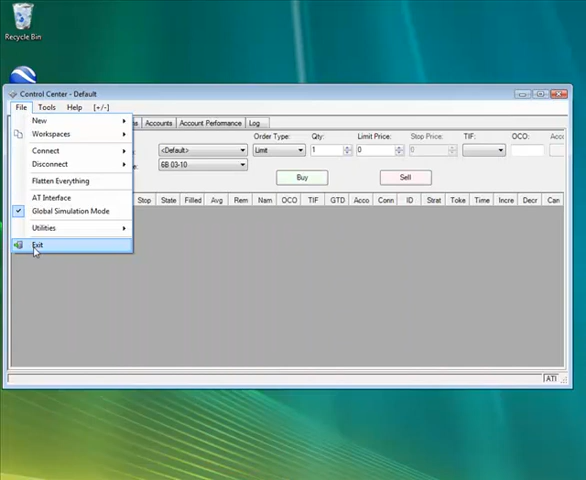 Recycle Bin
Control Center - Default
File Tools Help [+/-]
Accounts Account Performance Log
New
Workspaces
Connect
Disconnect
Flatten Everything
AT Interface
Global Simulation Mode
Utilities
Exit
Order Type: Qty: Limit Price: Stop Price: TIF: OCO:
<Default> Limit 1 0 0
6B 03-10
Buy Sell
Stop State Filled Avg Rem Nam OCO TIF GTD Acco Conn ID Strat Toke Time Incre Decr Can
ATI